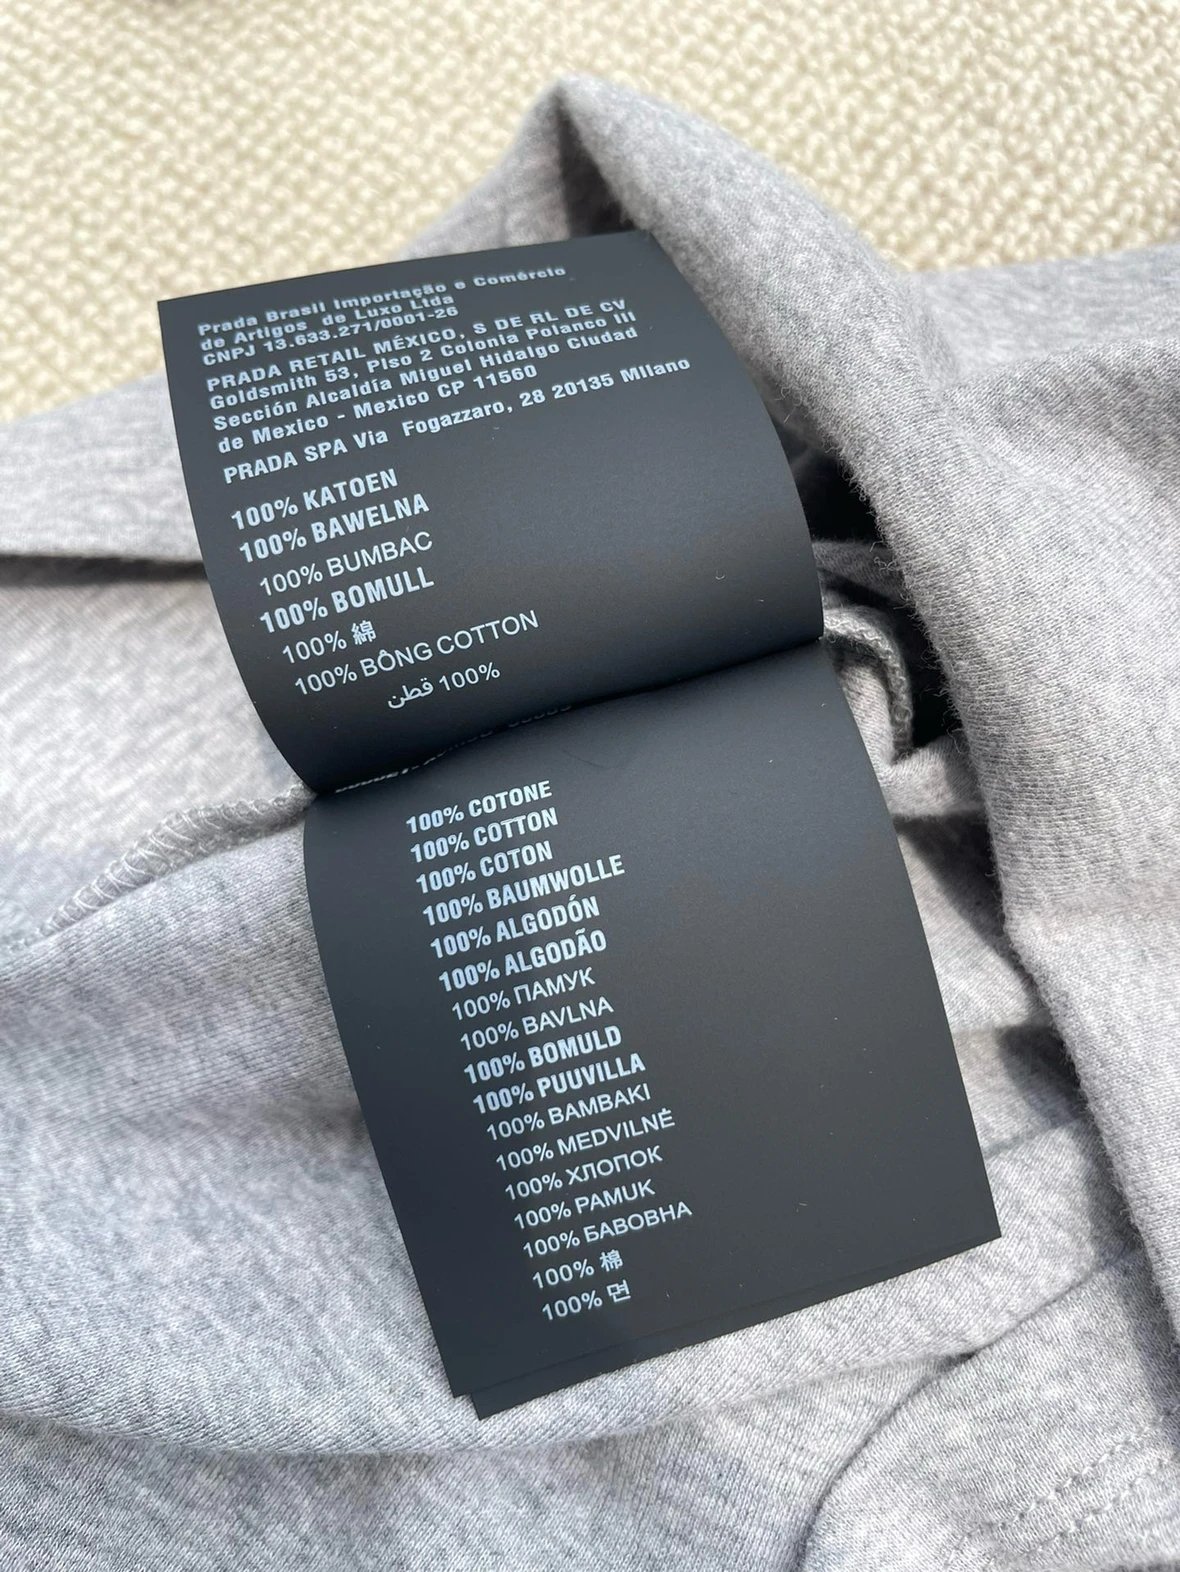 Prada Brasil Importação e Comércio
de Artigos de Luxo Ltda
CNPJ 13.633.271/0001-26
PRADA RETAIL MÉXICO, S DE RL DE CV
Goldsmith 53, Piso 2 Colonia Polanco III
Sección Alcaldía Miguel Hidalgo Ciudad
de Mexico - Mexico CP 11560
PRADA SPA Via Fogazzaro, 28 20135 Milano
100% KATOEN
100% BAWELNA
100% BUMBAC
100% BOMULL
100% 綿
100% BÔNG COTTON
100% قطن
100% COTONE
100% COTTON
100% COTON
100% BAUMWOLLE
100% ALGODÓN
100% ALGODÃO
100% ПАМУК
100% BAVLNA
100% BOMULD
100% PUUVILLA
100% BAMBAKI
100% MEDVILNĖ
100% ХЛОПОК
100% PAMUK
100% БАВОВНА
100% 棉
100% 면